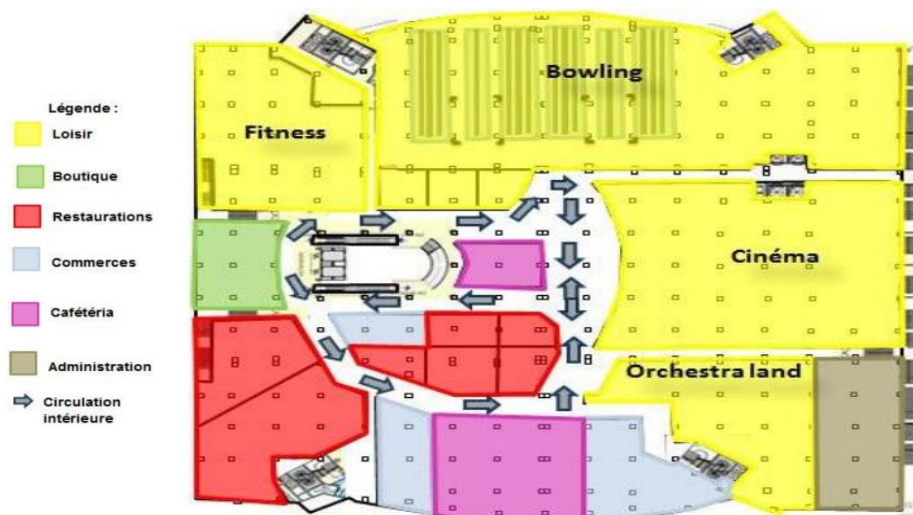 Légende :
Loisir
Boutique
Restaurations
Commerces
Cafétéria
Administration
Circulation
intérieure
Bowling
Fitness
Cinéma
Orchestra land